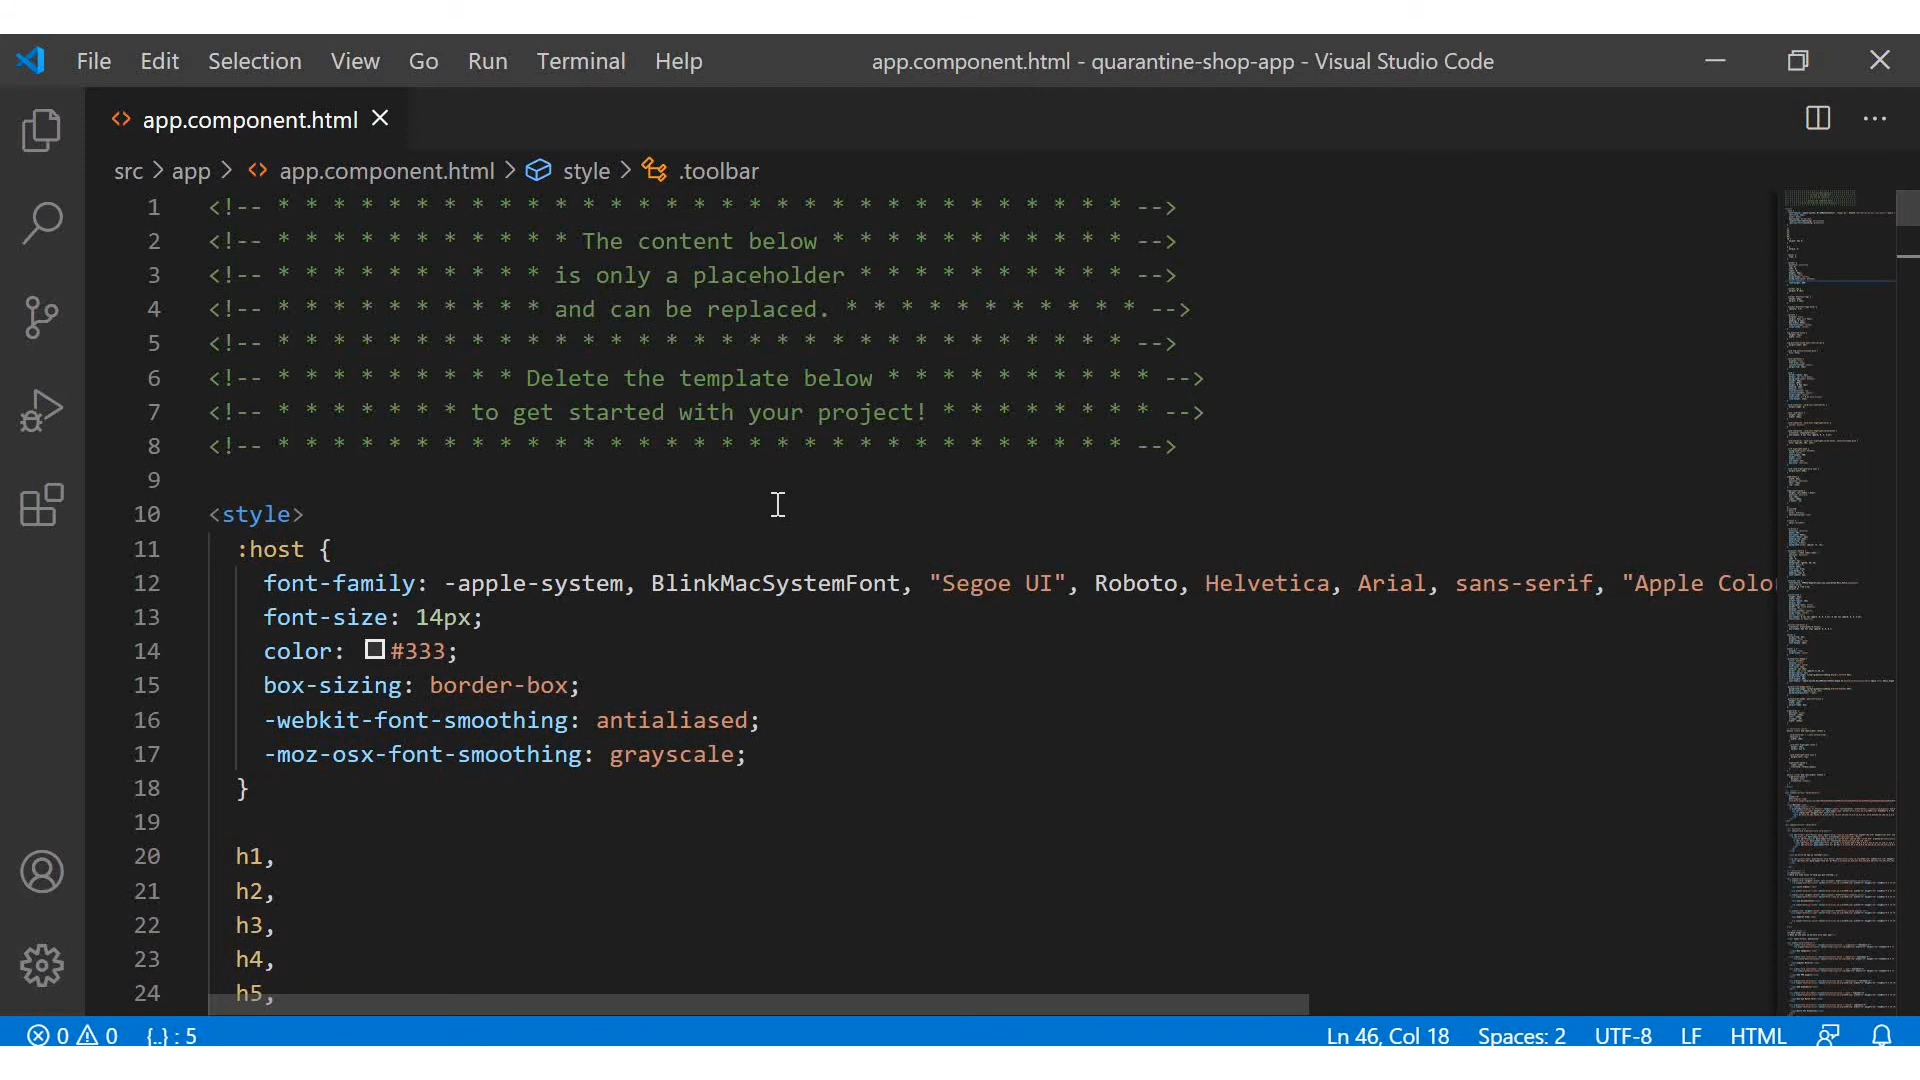 File Edit Selection View Go Run Terminal Help app.component.html - quarantine-shop-app - Visual Studio Code
app.component.html
src > app > app.component.html > style > .toolbar
1 <!-- * * * * * * * * * * * * * * * * * * * * * * * * * * * * * * * -->
2 <!-- * * * * * * * * * * * The content below * * * * * * * * * * * -->
3 <!-- * * * * * * * * * * is only a placeholder * * * * * * * * * * -->
4 <!-- * * * * * * * * * * and can be replaced. * * * * * * * * * * * -->
5 <!-- * * * * * * * * * * * * * * * * * * * * * * * * * * * * * * * -->
6 <!-- * * * * * * * * * Delete the template below * * * * * * * * * * -->
7 <!-- * * * * * * * to get started with your project! * * * * * * * * -->
8 <!-- * * * * * * * * * * * * * * * * * * * * * * * * * * * * * * * -->
9
10 <style>
11 :host {
12 font-family: -apple-system, BlinkMacSystemFont, "Segoe UI", Roboto, Helvetica, Arial, sans-serif, "Apple Colo
13 font-size: 14px;
14 color: #333;
15 box-sizing: border-box;
16 -webkit-font-smoothing: antialiased;
17 -moz-osx-font-smoothing: grayscale;
18 }
19
20 h1,
21 h2,
22 h3,
23 h4,
24 h5,
0 0 {..} : 5 Ln 46, Col 18 Spaces: 2 UTF-8 LF HTML